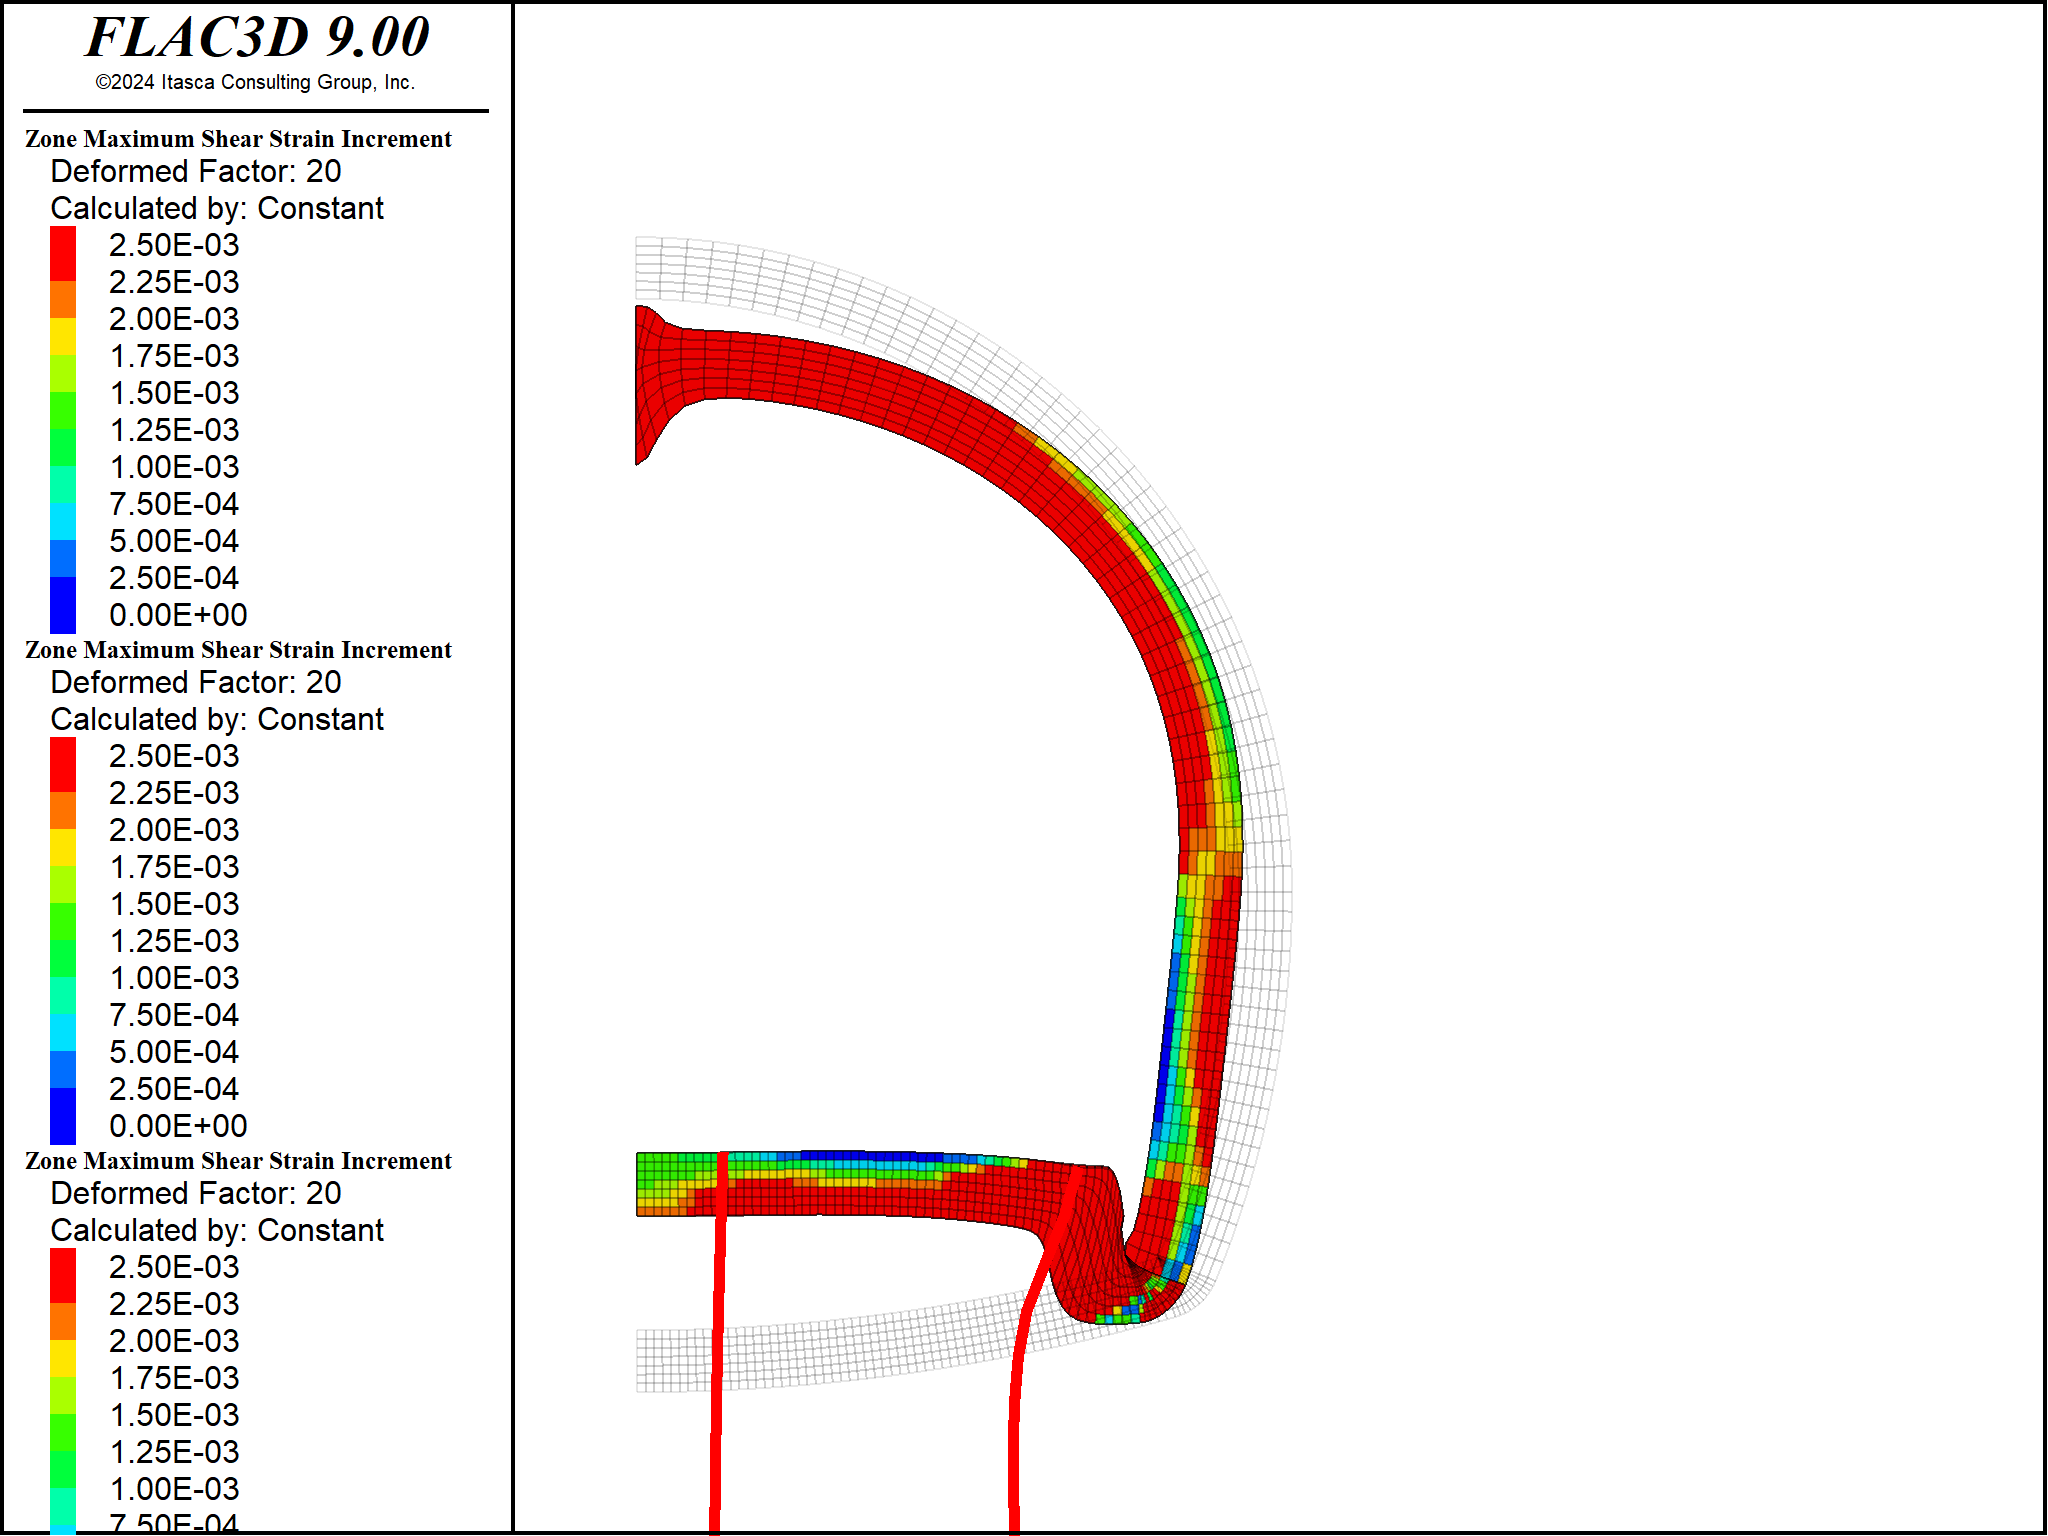 FLAC3D 9.00
©2024 Itasca Consulting Group, Inc.
Zone Maximum Shear Strain Increment
Deformed Factor: 20
Calculated by: Constant
2.50E-03
2.25E-03
2.00E-03
1.75E-03
1.50E-03
1.25E-03
1.00E-03
7.50E-04
5.00E-04
2.50E-04
0.00E+00
Zone Maximum Shear Strain Increment
Deformed Factor: 20
Calculated by: Constant
2.50E-03
2.25E-03
2.00E-03
1.75E-03
1.50E-03
1.25E-03
1.00E-03
7.50E-04
5.00E-04
2.50E-04
0.00E+00
Zone Maximum Shear Strain Increment
Deformed Factor: 20
Calculated by: Constant
2.50E-03
2.25E-03
2.00E-03
1.75E-03
1.50E-03
1.25E-03
1.00E-03
7.50E-04